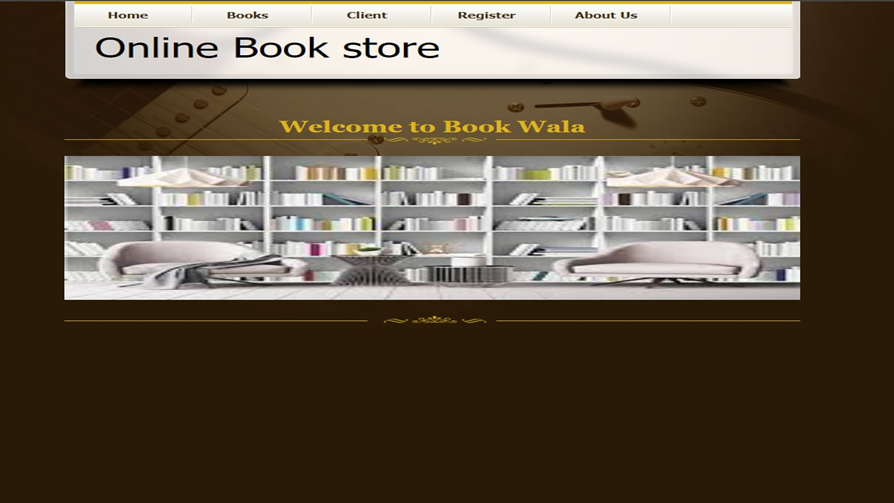 Home Books Client Register About Us
Online Book store
Welcome to Book Wala